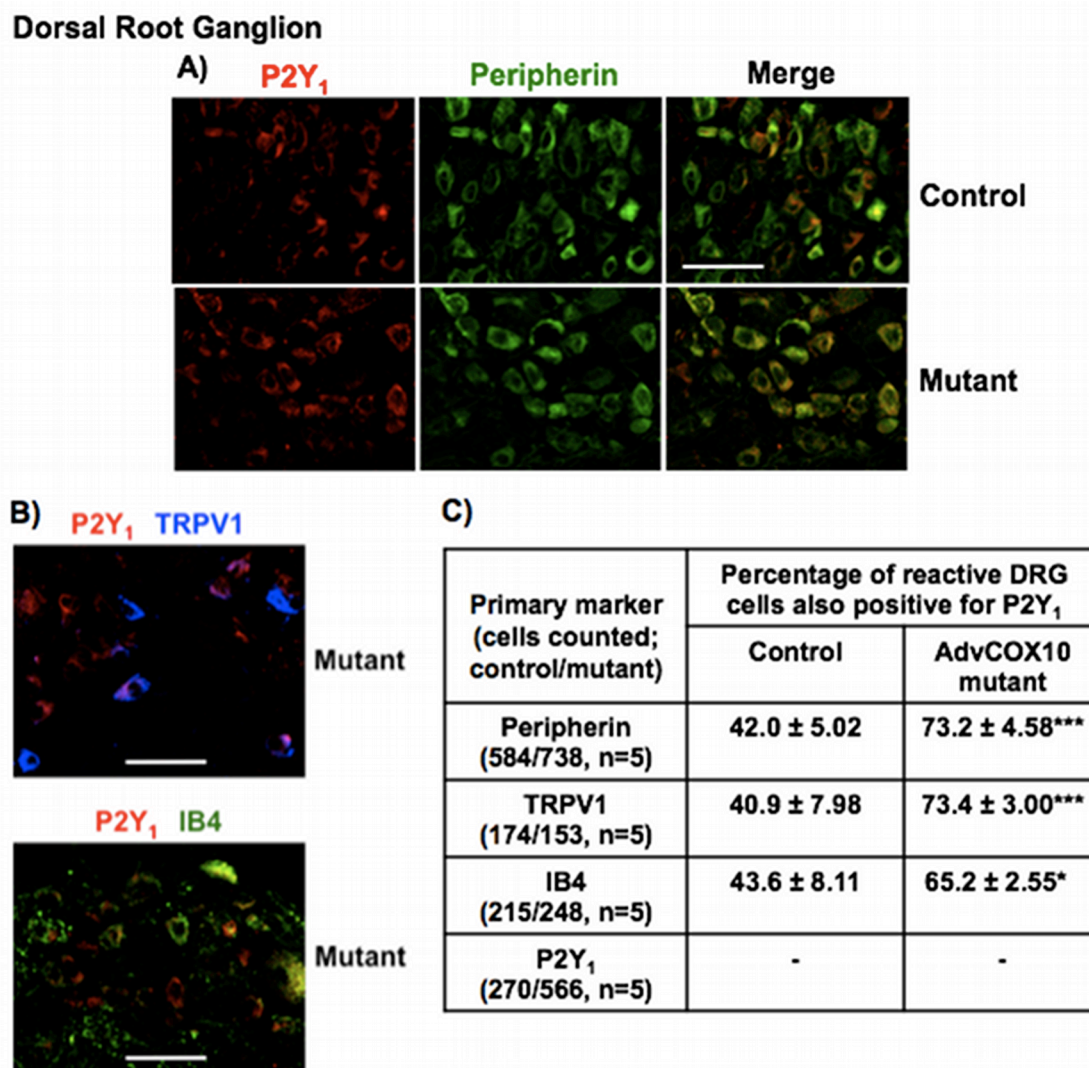 Dorsal Root Ganglion
A)
P2Y1 Peripherin Merge
Control
Mutant
B)
P2Y1 TRPV1
Mutant
P2Y1 IB4
Mutant
C)
Primary marker
(cells counted;
control/mutant)
Percentage of reactive DRG
cells also positive for P2Y1
Control
AdvCOX10
mutant
Peripherin
(584/738, n=5)
42.0 ± 5.02
73.2 ± 4.58***
TRPV1
(174/153, n=5)
40.9 ± 7.98
73.4 ± 3.00***
IB4
(215/248, n=5)
43.6 ± 8.11
65.2 ± 2.55*
P2Y1
(270/566, n=5)
-
-